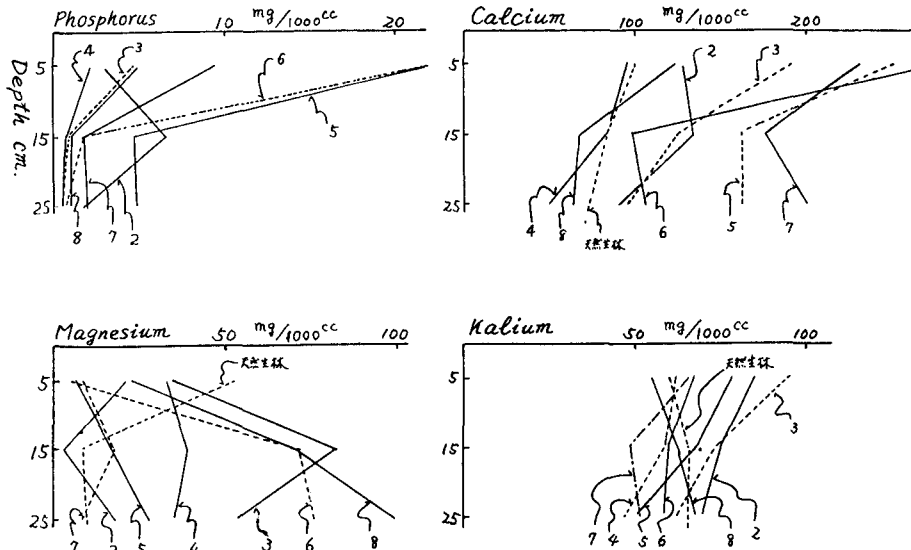 Phosphorus 10 mg/1000cc 20
4 3 6
5
15
25
Depth cm.
5
8 7 2
Calcium 100 mg/1000cc 200
2 3
5
15
25
4 8 6 5 7
天然生林
Magnesium 50 mg/1000cc 100
天然生林
5
15
25
7 2 5 4 3 6 8
Kalium 50 mg/1000cc 100
天然生林
5
3
15
25
7 4 5 6 8 2